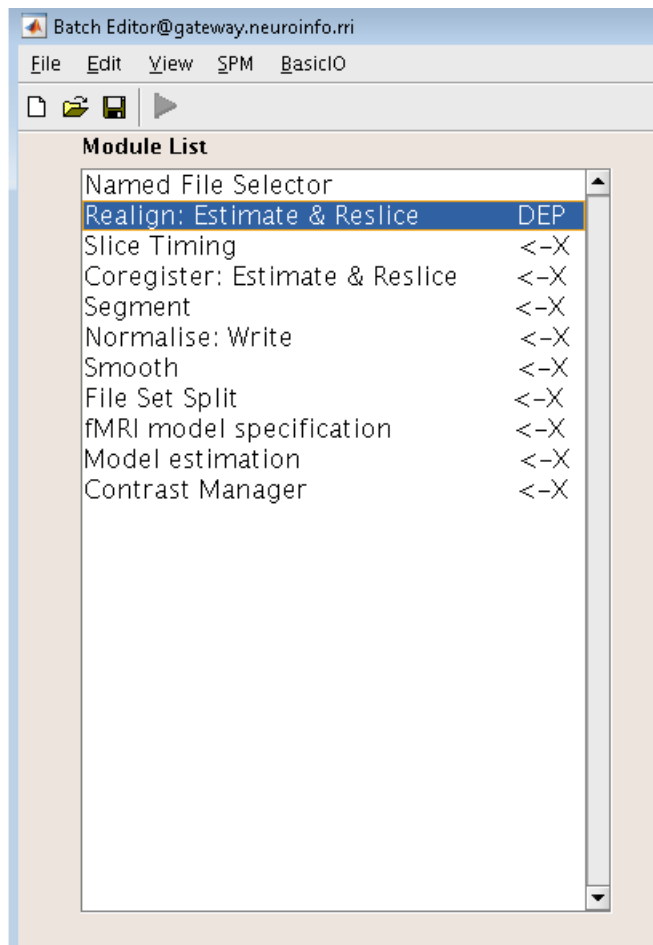 Batch Editor@gateway.neuroinfo.rri
File Edit View SPM BasicIO
Module List
Named File Selector
Realign: Estimate & Reslice DEP
Slice Timing <-X
Coregister: Estimate & Reslice <-X
Segment <-X
Normalise: Write <-X
Smooth <-X
File Set Split <-X
fMRI model specification <-X
Model estimation <-X
Contrast Manager <-X